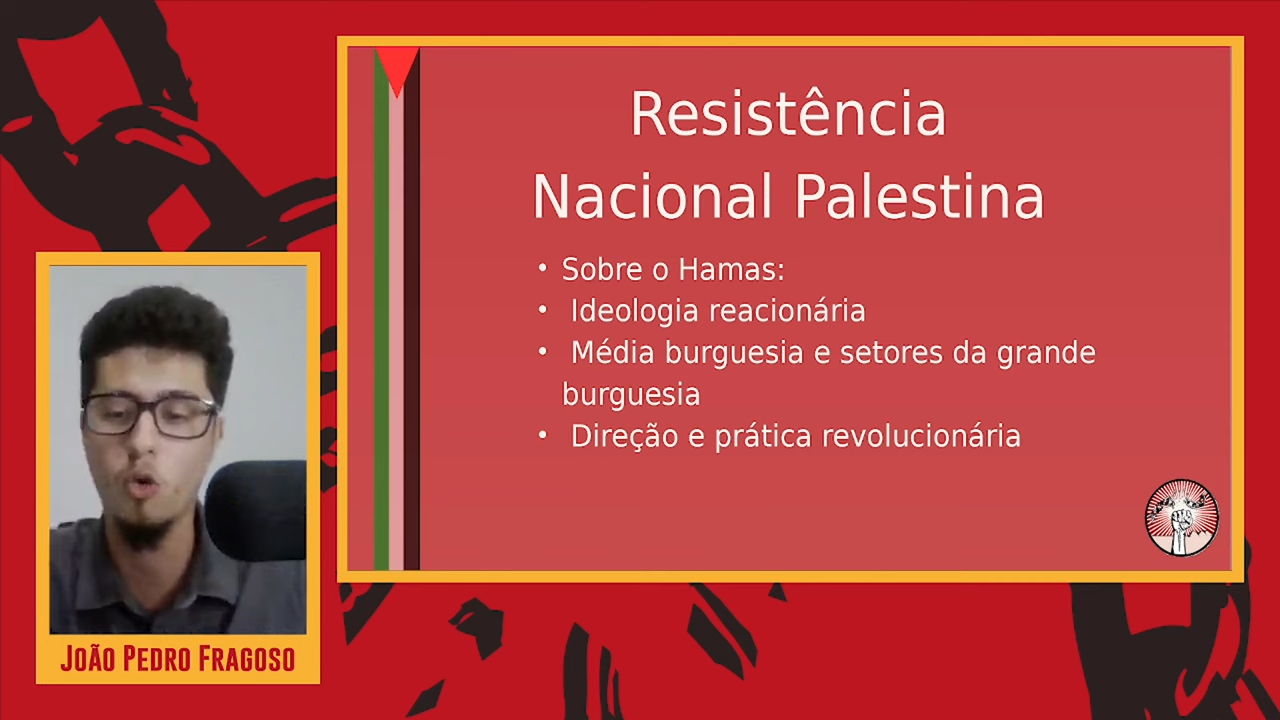 Resistência
Nacional Palestina
• Sobre o Hamas:
• Ideologia reacionária
• Média burguesia e setores da grande
burguesia
• Direção e prática revolucionária
JOÃO PEDRO FRAGOSO